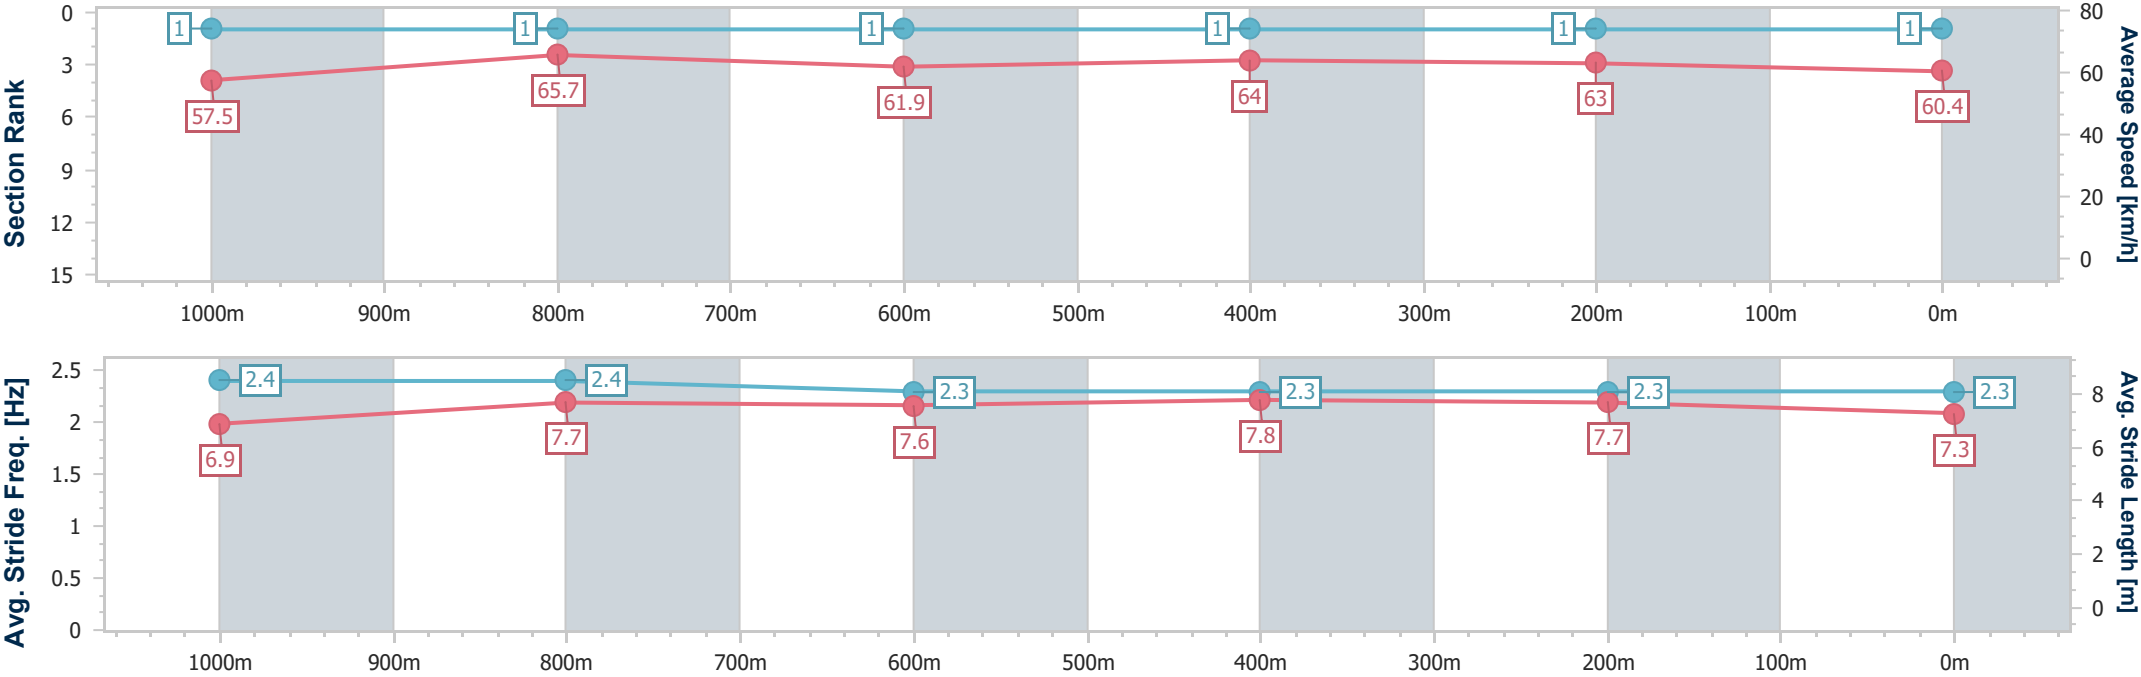 Section Rank
0
3
6
9
12
15
1 1 1 1 1 1
57.5 65.7 61.9 64 63 60.4
80
60
40
20
0
Average Speed [km/h]
1000m 900m 800m 700m 600m 500m 400m 300m 200m 100m 0m
Avg. Stride Freq. [Hz]
2.5
2
1.5
1
0.5
0
2.4 2.4 2.3 2.3 2.3 2.3
6.9 7.7 7.6 7.8 7.7 7.3
8
6
4
2
0
Avg. Stride Length [m]
1000m 900m 800m 700m 600m 500m 400m 300m 200m 100m 0m